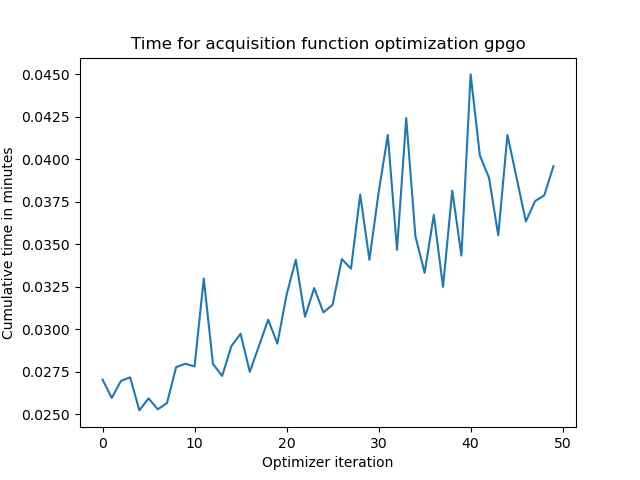 Time for acquisition function optimization gpgo
0.0450
0.0425
0.0400
0.0375
0.0350
0.0325
0.0300
0.0275
0.0250
Cumulative time in minutes
0 10 20 30 40 50
Optimizer iteration